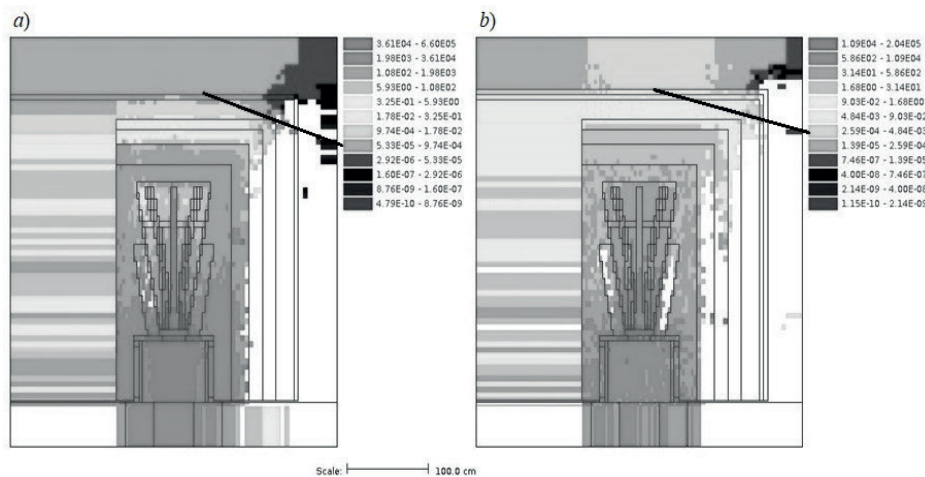 a)
3.61E04 - 6.60E05
1.98E03 - 3.61E04
1.08E02 - 1.98E03
5.93E00 - 1.08E02
3.25E-01 - 5.93E00
1.78E-02 - 3.25E-01
9.74E-04 - 1.78E-02
5.33E-05 - 9.74E-04
2.92E-06 - 5.33E-05
1.60E-07 - 2.92E-06
8.76E-09 - 1.60E-07
4.79E-10 - 8.76E-09
b)
1.09E04 - 2.04E05
5.86E02 - 1.09E04
3.14E01 - 5.86E02
1.68E00 - 3.14E01
9.03E-02 - 1.68E00
4.84E-03 - 9.03E-02
2.59E-04 - 4.84E-03
1.39E-05 - 2.59E-04
7.46E-07 - 1.39E-05
4.00E-08 - 7.46E-07
2.14E-09 - 4.00E-08
1.15E-10 - 2.14E-09
Scale: 100.0 cm